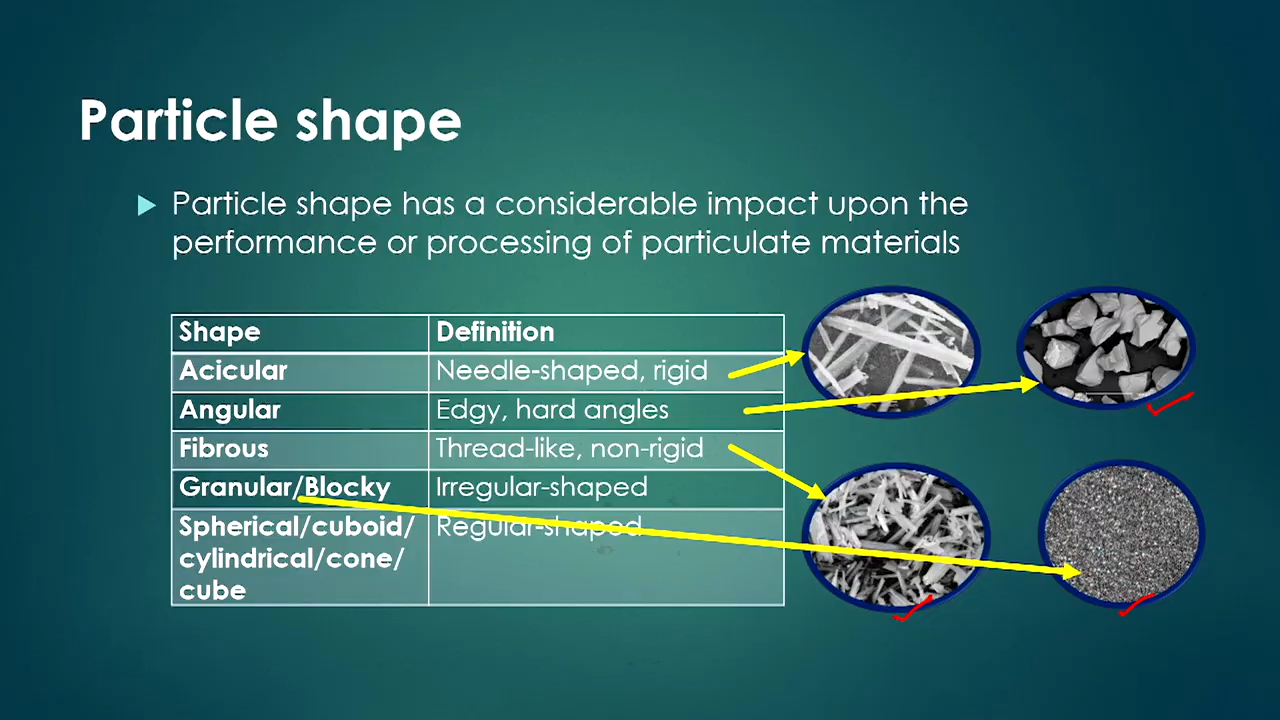 Particle shape
Particle shape has a considerable impact upon the
performance or processing of particulate materials
Shape Definition
Acicular Needle-shaped, rigid
Angular Edgy, hard angles
Fibrous Thread-like, non-rigid
Granular/Blocky Irregular-shaped
Spherical/cuboid/ Regular-shaped
cylindrical/cone/
cube